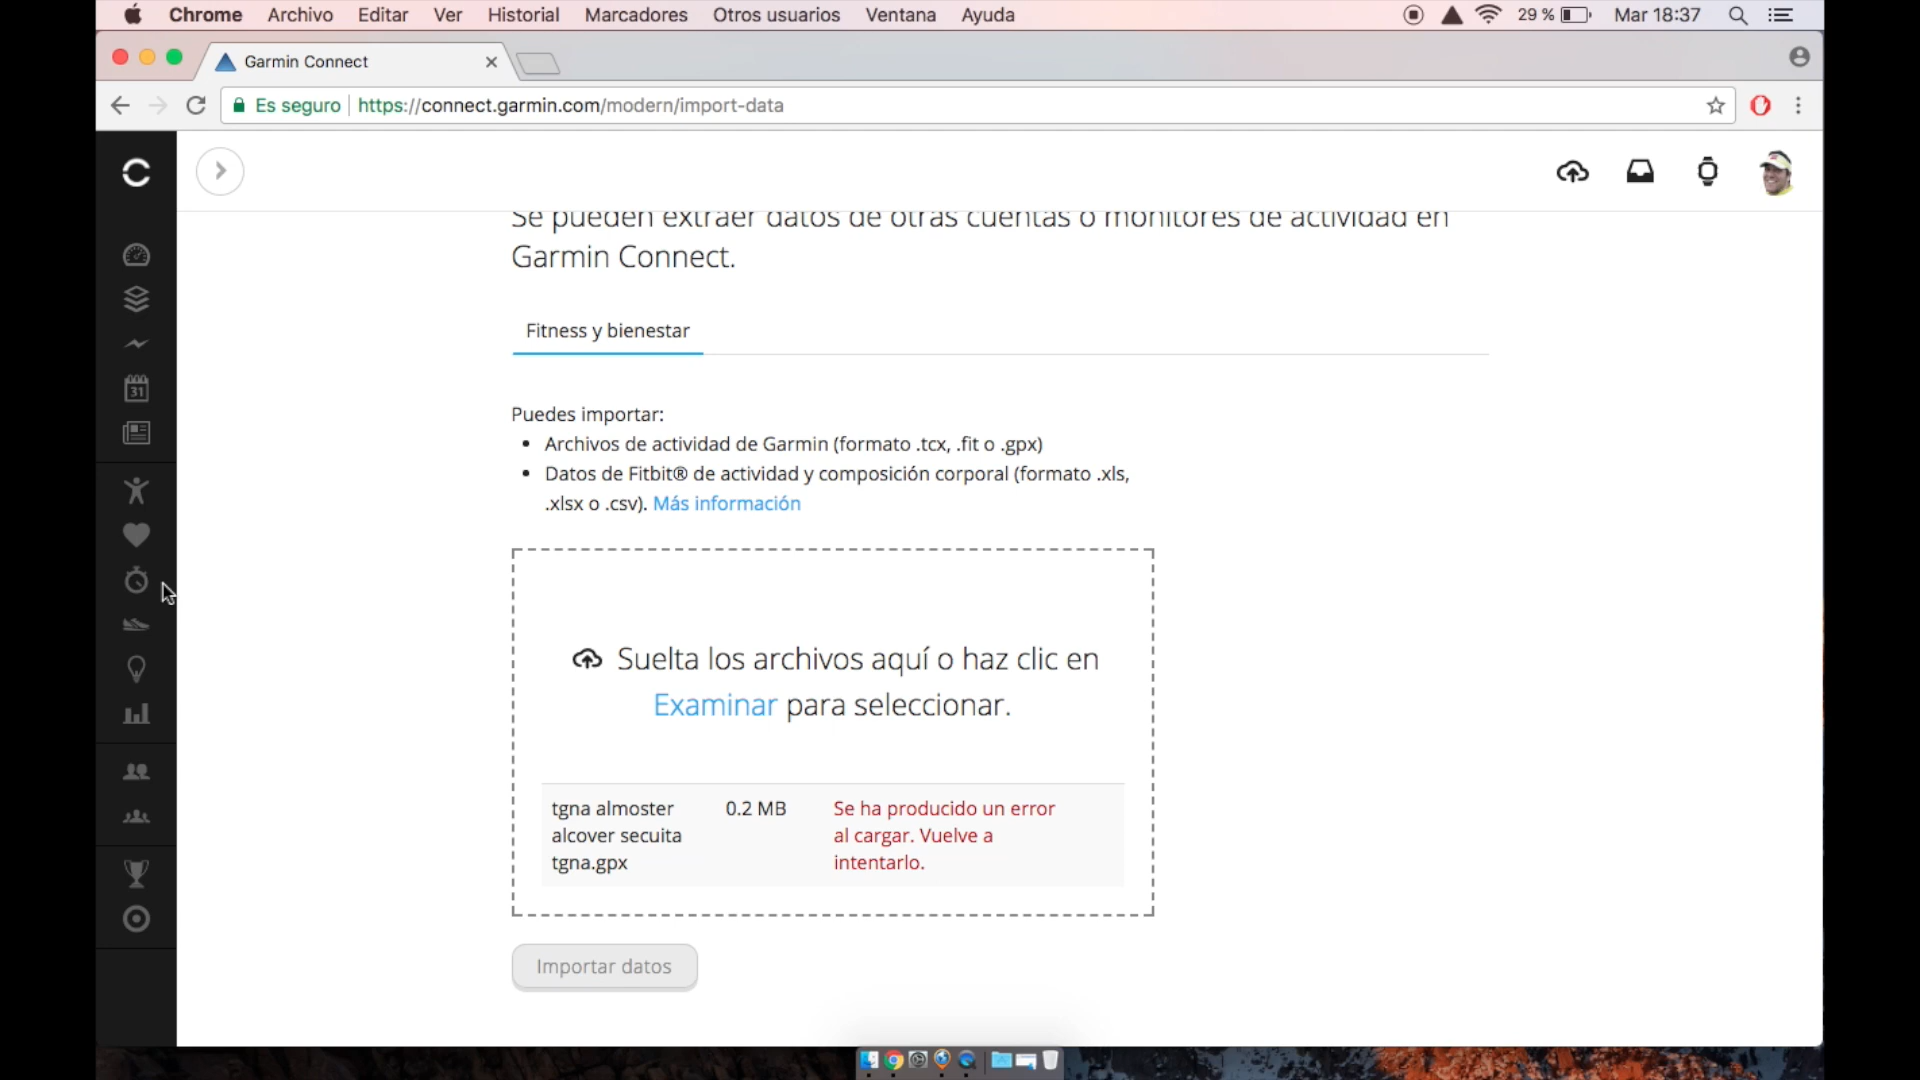 Chrome Archivo Editar Ver Historial Marcadores Otros usuarios Ventana Ayuda 29 % Mar 18:37
Garmin Connect
Es seguro https://connect.garmin.com/modern/import-data
Se pueden extraer datos de otras cuentas o monitores de actividad en
Garmin Connect.
Fitness y bienestar
Puedes importar:
• Archivos de actividad de Garmin (formato .tcx, .fit o .gpx)
• Datos de Fitbit® de actividad y composición corporal (formato .xls,
.xlsx o .csv). Más información
31
Suelta los archivos aquí o haz clic en
Examinar para seleccionar.
tgna almoster 0.2 MB Se ha producido un error
alcover secuita al cargar. Vuelve a
tgna.gpx intentarlo.
Importar datos